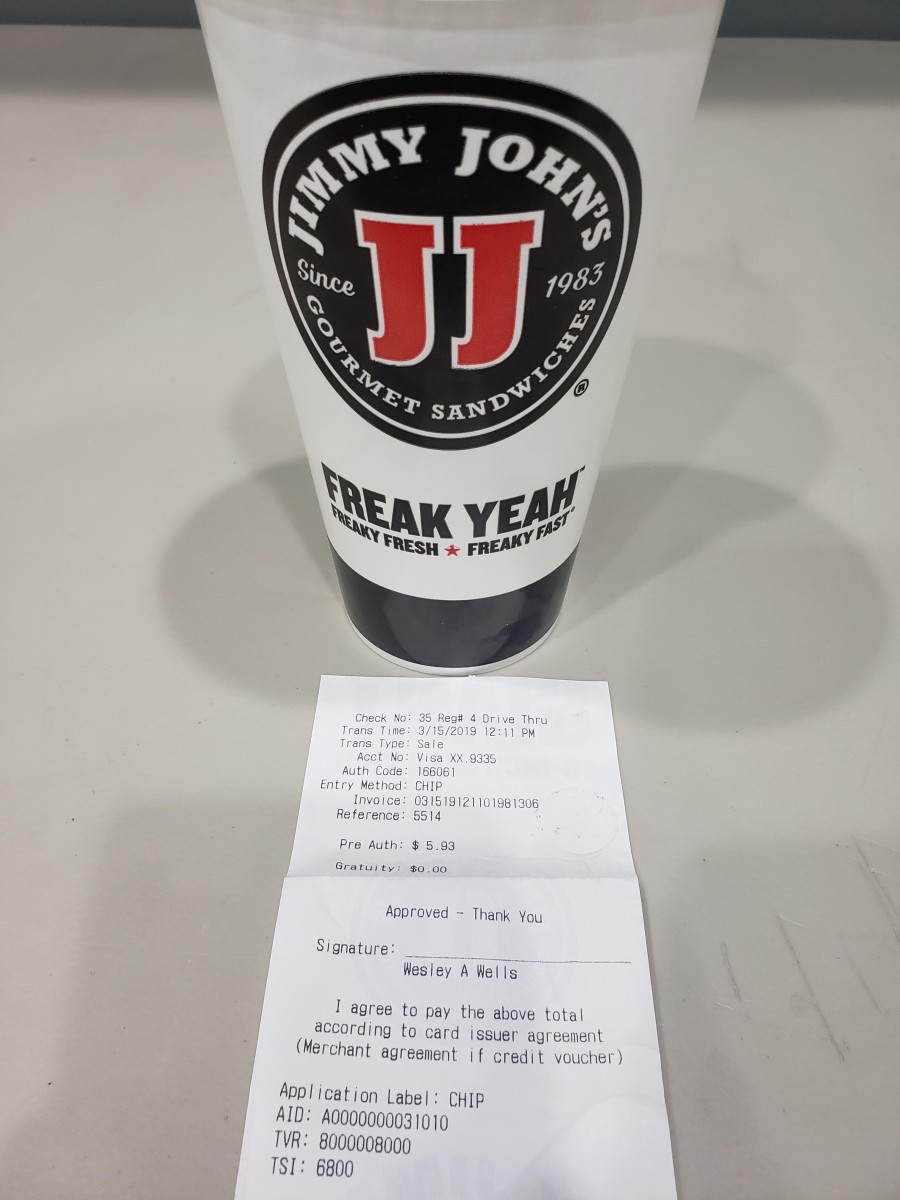 JIMMY JOHN'S
Since 1983
JJ
GOURMET SANDWICHES
®
FREAK YEAH™
FREAKY FRESH ★ FREAKY FAST™
Check No: 35 Reg# 4 Drive Thru
Trans Time: 3/15/2019 12:11 PM
Trans Type: Sale
Acct No: Visa XX.9335
Auth Code: 166061
Entry Method: CHIP
Invoice: 031519121101981306
Reference: 5514
Pre Auth: $ 5.93
Gratuity: $0.00
Approved - Thank You
Signature:
Wesley A Wells
I agree to pay the above total
according to card issuer agreement
(Merchant agreement if credit voucher)
Application Label: CHIP
AID: A0000000031010
TVR: 8000008000
TSI: 6800